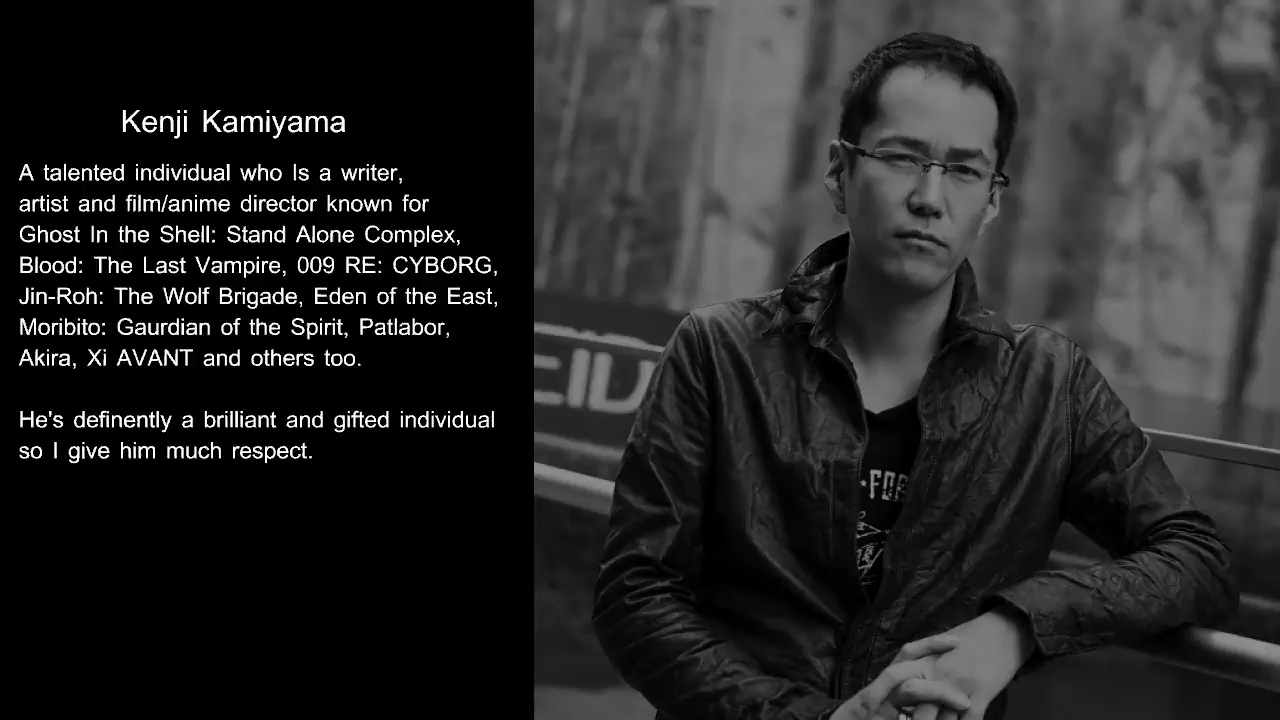 Kenji Kamiyama
A talented individual who Is a writer,
artist and film/anime director known for
Ghost In the Shell: Stand Alone Complex,
Blood: The Last Vampire, 009 RE: CYBORG,
Jin-Roh: The Wolf Brigade, Eden of the East,
Moribito: Gaurdian of the Spirit, Patlabor,
Akira, Xi AVANT and others too.
He's definently a brilliant and gifted individual
so I give him much respect.